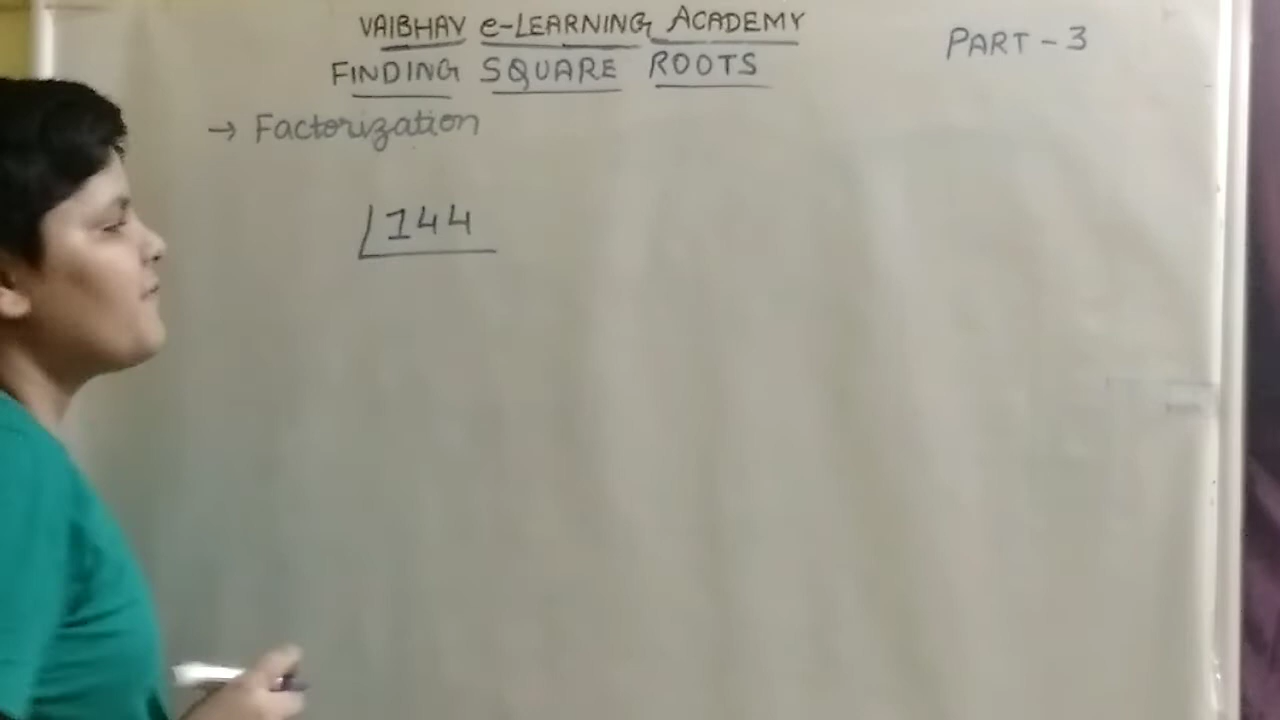 VAIBHAV e-LEARNING ACADEMY
PART - 3
FINDING SQUARE ROOTS
→ Factorization
144